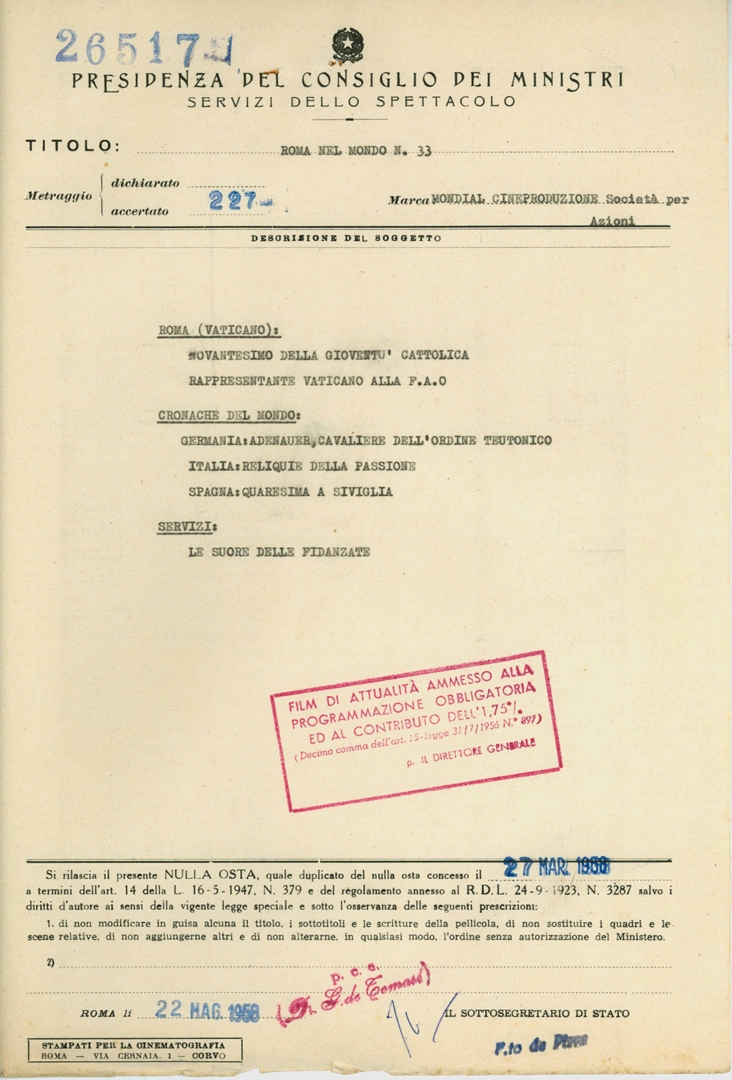 26517
PRESIDENZA DEL CONSIGLIO DEI MINISTRI
SERVIZI DELLO SPETTACOLO
TITOLO: ROMA NEL MONDO N. 33
Metraggio
dichiarato
accertato 227
Marca: MONDIAL CINEPRODUZIONE Società per
Azioni
DESCRIZIONE DEL SOGGETTO
ROMA (VATICANO):
NOVANTESIMO DELLA GIOVENTU' CATTOLICA
RAPPRESENTANTE VATICANO ALLA F.A.O
CRONACHE DEL MONDO:
GERMANIA:ADENAUER,CAVALIERE DELL'ORDINE TEUTONICO
ITALIA:RELIQUIE DELLA PASSIONE
SPAGNA:QUARESIMA A SIVIGLIA
SERVIZI:
LE SUORE DELLE FIDANZATE
FILM DI ATTUALITÀ AMMESSO ALLA
PROGRAMMAZIONE OBBLIGATORIA
ED AL CONTRIBUTO DELL'1,75%.
(Decimo comma dell'art. 15-legge 31/7/1956 N.° 897)
p. IL DIRETTORE GENERALE
Si rilascia il presente NULLA OSTA, quale duplicato del nulla osta concesso il 27 MAR. 1958
a termini dell'art. 14 della L. 16-5-1947, N. 379 e del regolamento annesso al R.D.L. 24-9-1923, N. 3287 salvo i
diritti d'autore ai sensi della vigente legge speciale e sotto l'osservanza delle seguenti prescrizioni:
1. di non modificare in guisa alcuna il titolo, i sottotitoli e le scritture della pellicola, di non sostituire i quadri e le
scene relative, di non aggiungerne altri e di non alterarne, in qualsiasi modo, l'ordine senza autorizzazione del Ministero.
2)
p. c. c.
(Dr. G. de Tomasi)
ROMA li 22 MAG. 1958
IL SOTTOSEGRETARIO DI STATO
F.to de
STAMPATI PER LA CINEMATOGRAFIA
ROMA — VIA CERNAIA, 1 — CORVO